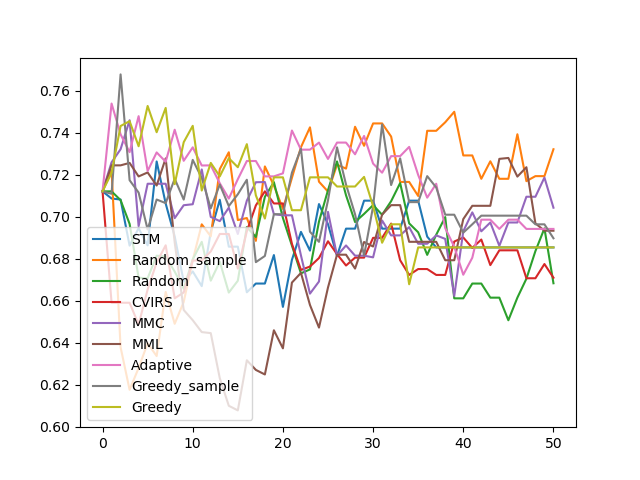 0.76
0.74
0.72
0.70
0.68
0.66
0.64
0.62
0.60
STM
Random_sample
Random
CVIRS
MMC
MML
Adaptive
Greedy_sample
Greedy
0 10 20 30 40 50